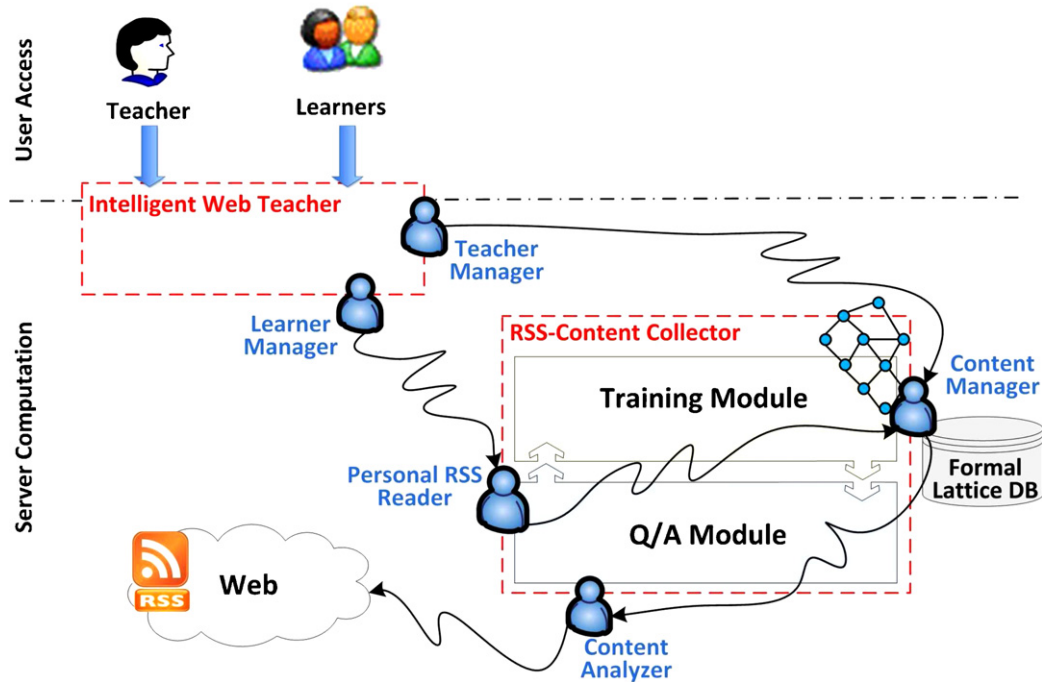 User Access
Teacher
Learners
Intelligent Web Teacher
Teacher
Manager
Learner
Manager
RSS-Content Collector
Training Module
Content
Manager
Server Computation
Personal RSS
Reader
Formal
Lattice DB
Q/A Module
RSS
Web
Content
Analyzer